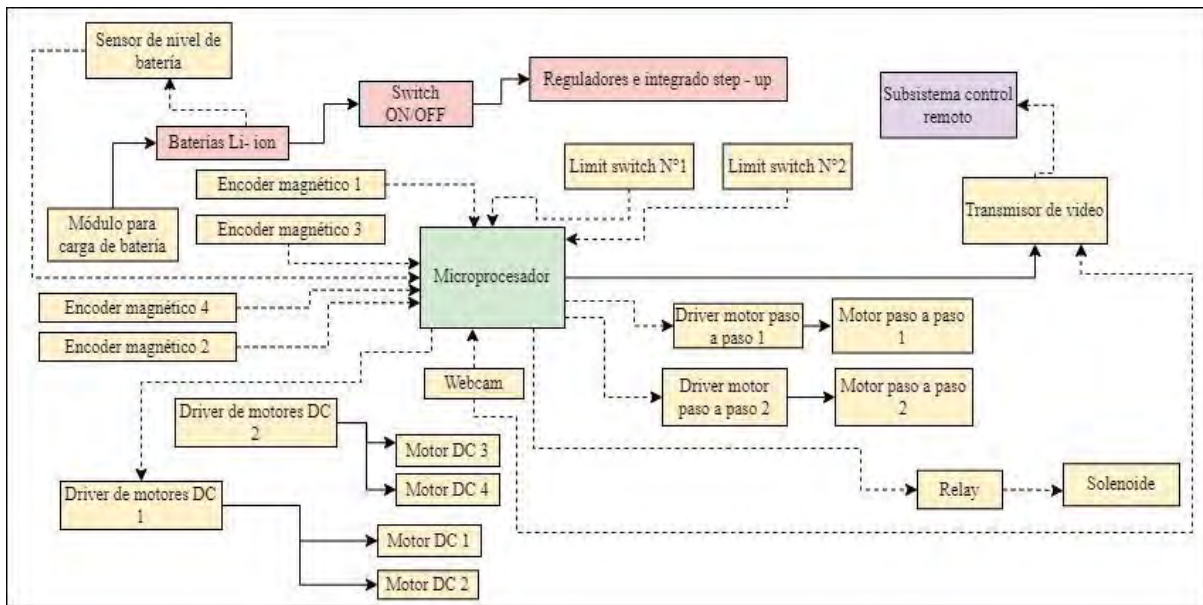 Sensor de nivel de
batería
Switch
ON/OFF
Reguladores e integrado step - up
Subsistema control
remoto
Baterías Li- ion
Limit switch N°1
Limit switch N°2
Encoder magnético 1
Módulo para
carga de batería
Encoder magnético 3
Transmisor de video
Microprocesador
Encoder magnético 4
Encoder magnético 2
Driver motor paso
a paso 1
Motor paso a paso
1
Webcam
Driver motor
paso a paso 2
Motor paso a paso
2
Driver de motores DC
2
Motor DC 3
Motor DC 4
Driver de motores DC
1
Relay
Solenoide
Motor DC 1
Motor DC 2